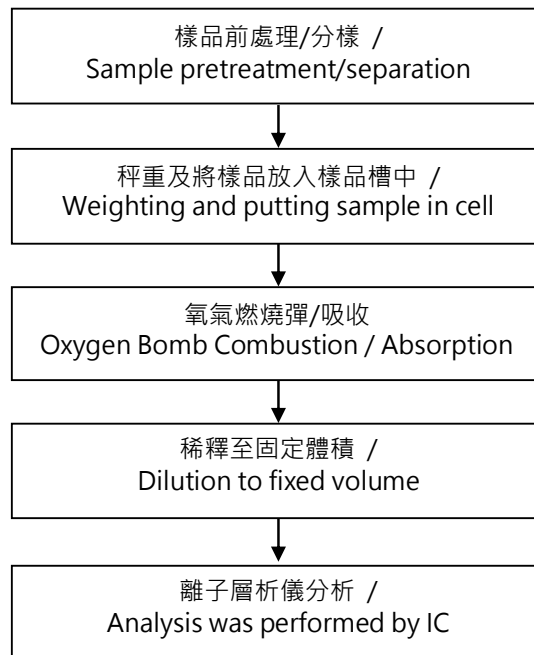 樣品前處理/分樣 /
Sample pretreatment/separation
秤重及將樣品放入樣品槽中 /
Weighting and putting sample in cell
氧氣燃燒彈/吸收
Oxygen Bomb Combustion / Absorption
稀釋至固定體積 /
Dilution to fixed volume
離子層析儀分析 /
Analysis was performed by IC